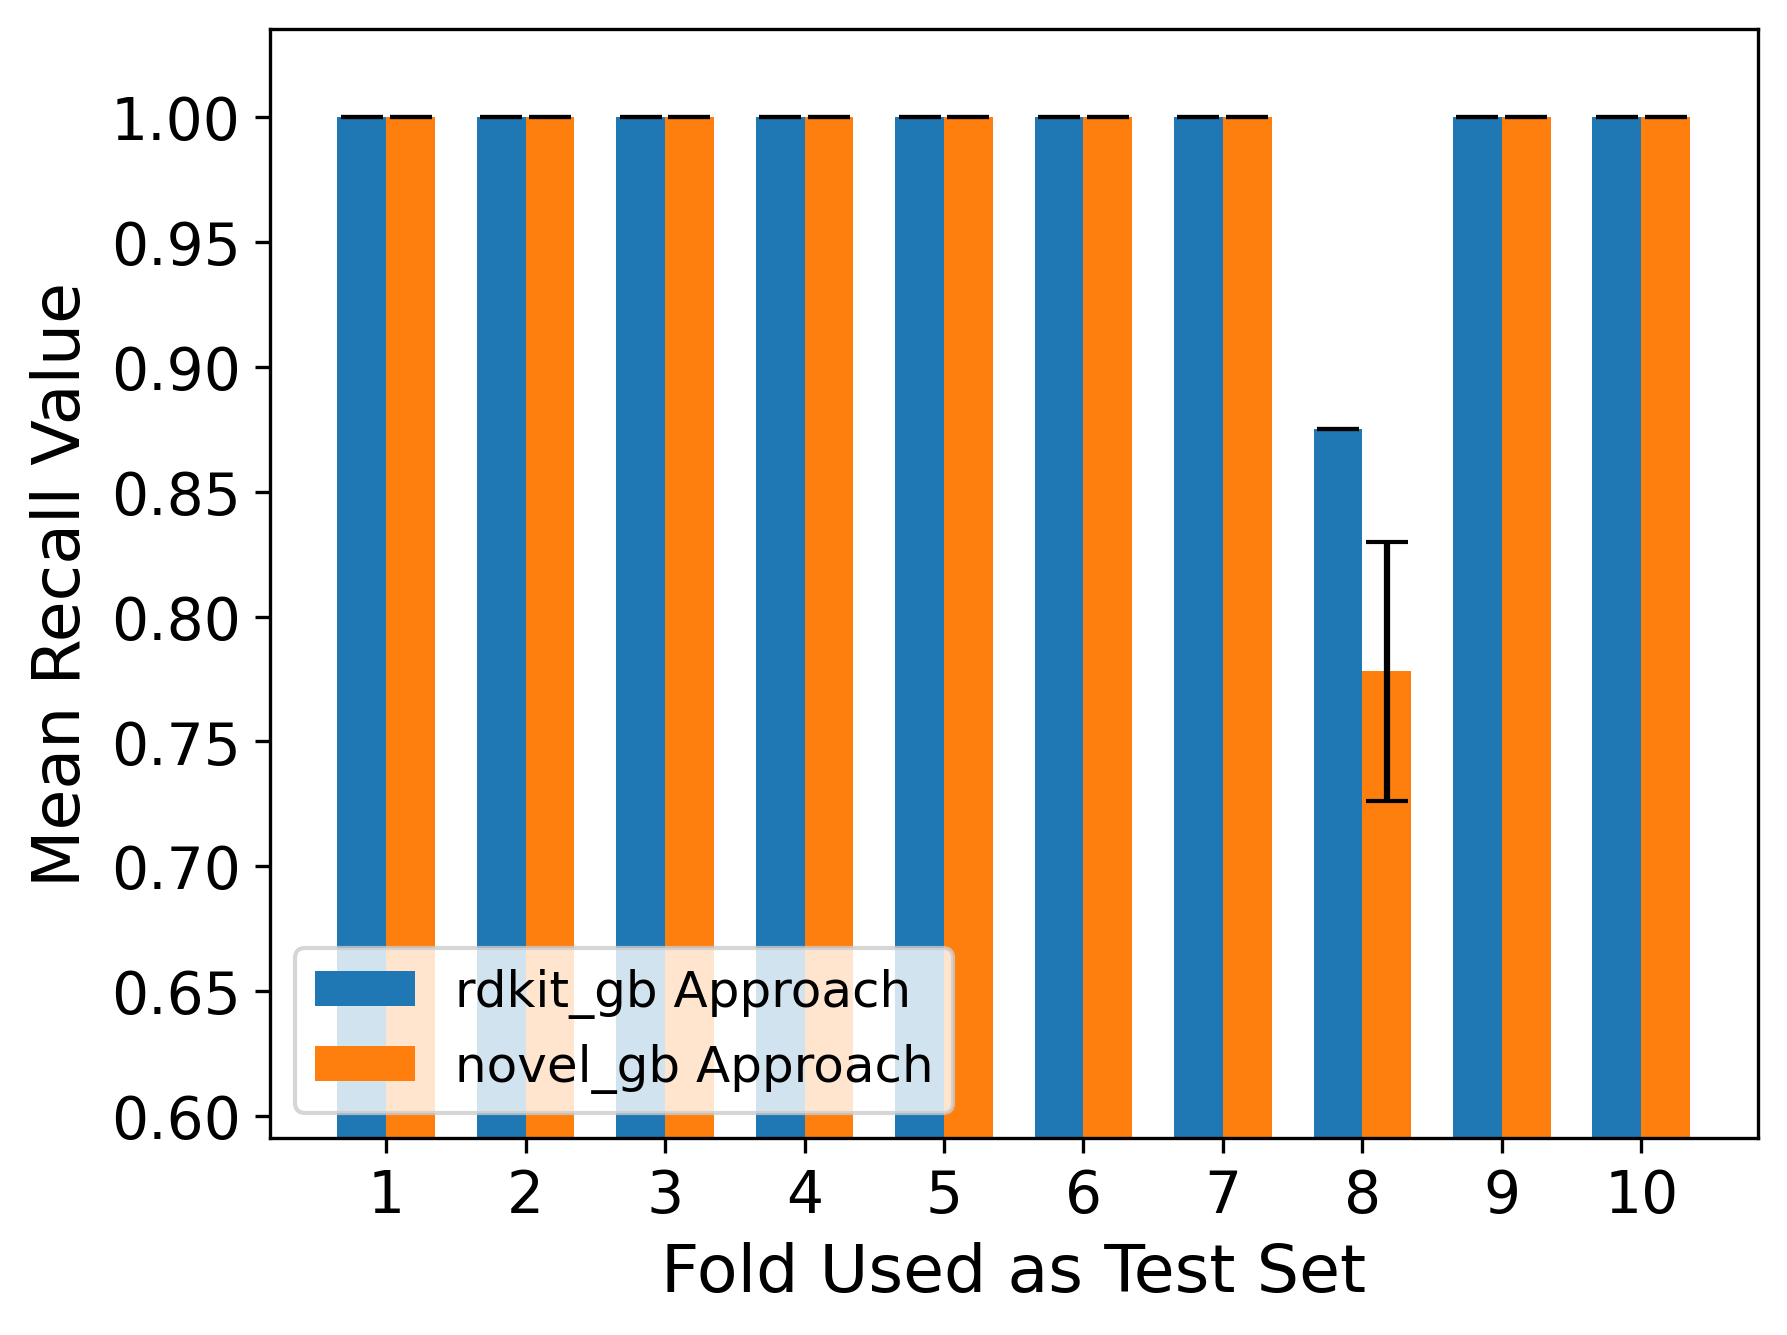 1.00
0.95
0.90
0.85
0.80
0.75
0.70
0.65
0.60
Mean Recall Value
rdkit_gb Approach
novel_gb Approach
1 2 3 4 5 6 7 8 9 10
Fold Used as Test Set